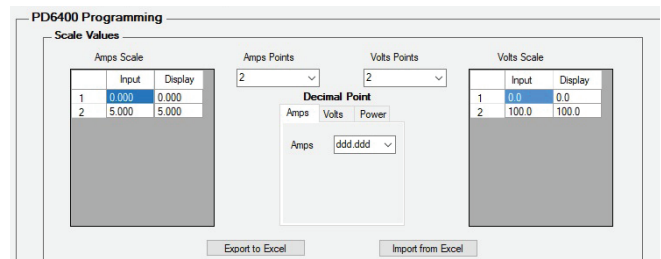 PD6400 Programming
Scale Values
Amps Scale
Amps Points
Volts Points
Volts Scale
Input Display
1 0.000 0.000
2 5.000 5.000
2
2
Decimal Point
Amps Volts Power
Amps ddd.ddd
Input Display
1 0.0 0.0
2 100.0 100.0
Export to Excel
Import from Excel